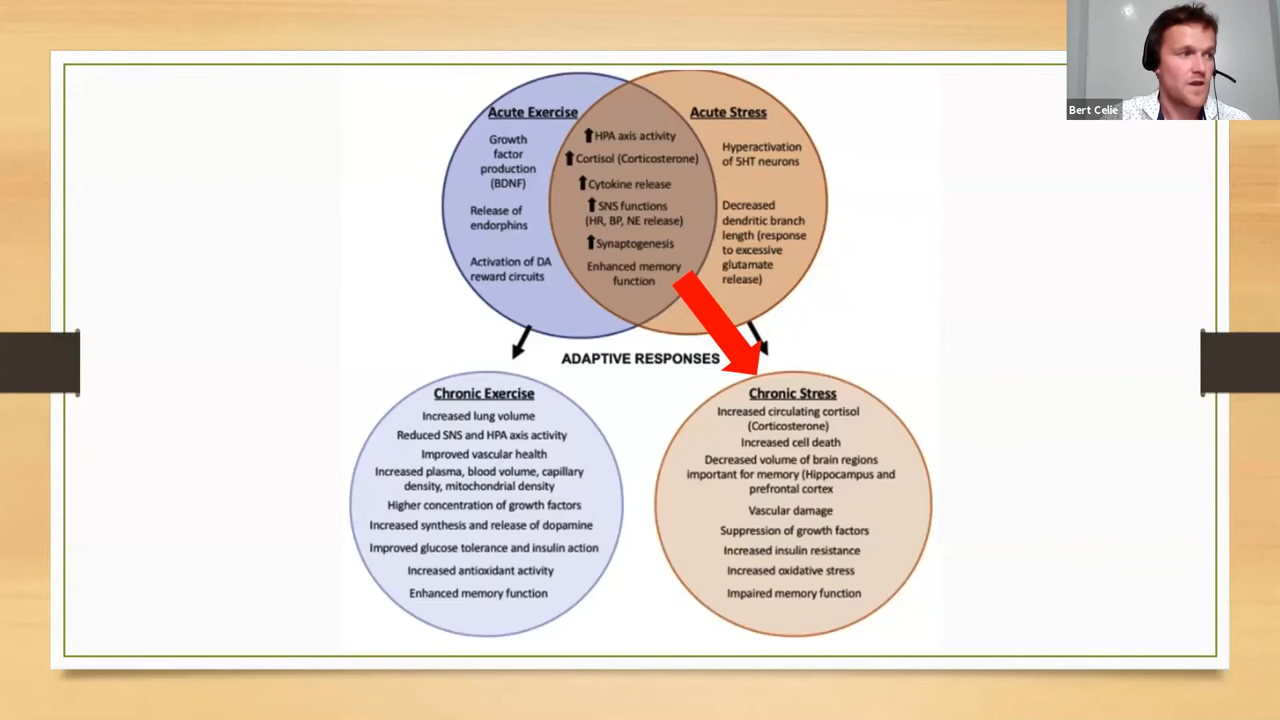 Bert Celie
Acute Exercise
Growth
factor
production
(BDNF)
Release of
endorphins
Activation of DA
reward circuits
HPA axis activity
Cortisol (Corticosterone)
Cytokine release
SNS functions
(HR, BP, NE release)
Synaptogenesis
Enhanced memory
function
Acute Stress
Hyperactivation
of 5HT neurons
Decreased
dendritic branch
length (response
to excessive
glutamate
release)
ADAPTIVE RESPONSES
Chronic Exercise
Increased lung volume
Reduced SNS and HPA axis activity
Improved vascular health
Increased plasma, blood volume, capillary
density, mitochondrial density
Higher concentration of growth factors
Increased synthesis and release of dopamine
Improved glucose tolerance and insulin action
Increased antioxidant activity
Enhanced memory function
Chronic Stress
Increased circulating cortisol
(Corticosterone)
Increased cell death
Decreased volume of brain regions
important for memory (Hippocampus and
prefrontal cortex
Vascular damage
Suppression of growth factors
Increased insulin resistance
Increased oxidative stress
Impaired memory function